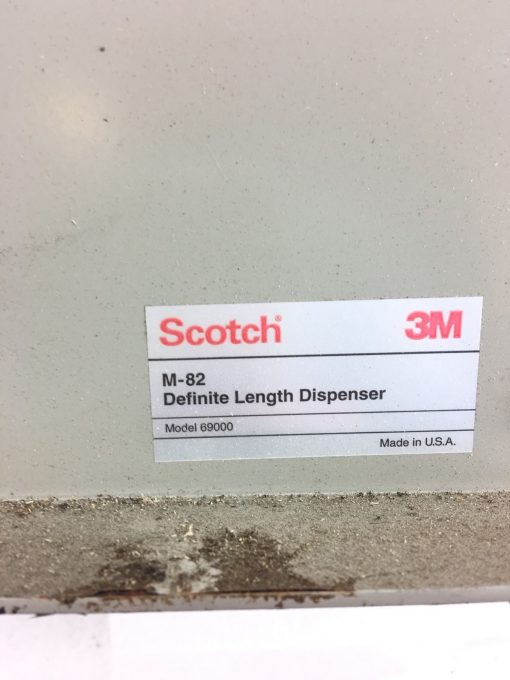 Scotch® 3M
M-82
Definite Length Dispenser
Model 69000
Made in U.S.A.